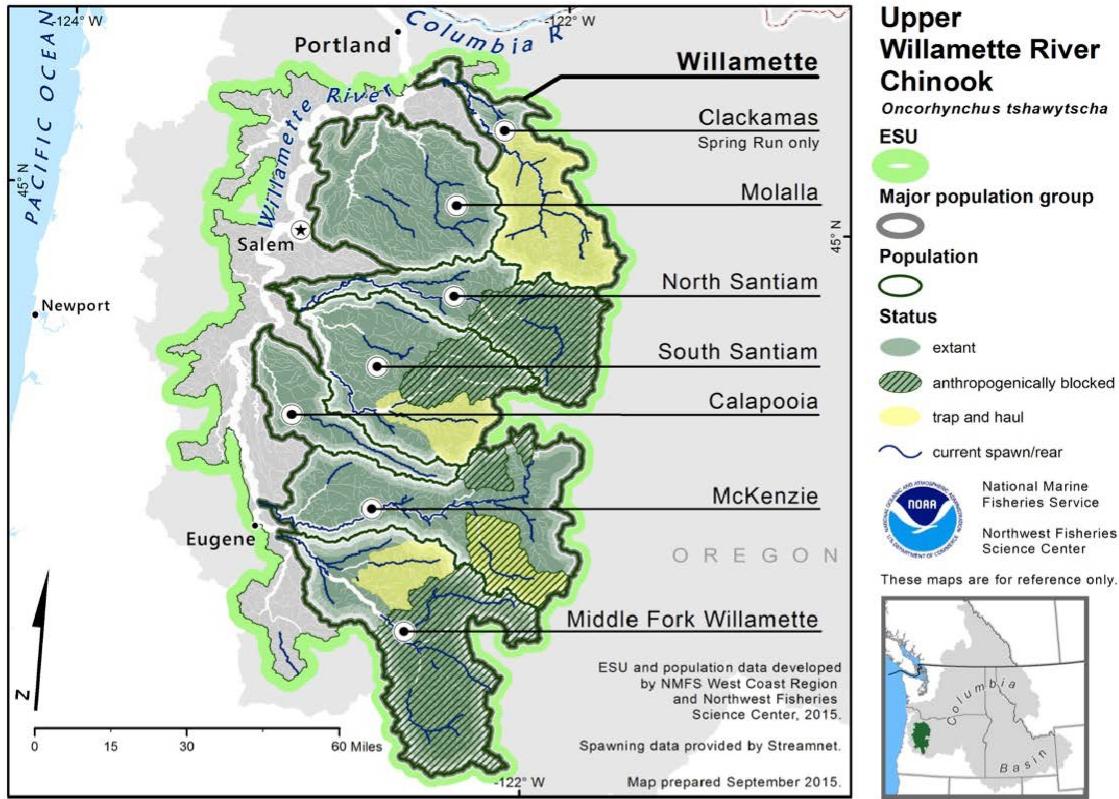 -124° W
-122° W
PACIFIC OCEAN
Columbia R
Portland
Willamette River
Willamette
Clackamas
Spring Run only
45° N
Molalla
Salem
45° N
North Santiam
Newport
South Santiam
Calapooia
McKenzie
Eugene
OREGON
Middle Fork Willamette
ESU and population data developed
by NMFS West Coast Region
and Northwest Fisheries
Science Center, 2015.
Spawning data provided by Streamnet.
Map prepared September 2015.
N
0 15 30 60 Miles
-122° W
Upper
Willamette River
Chinook
Oncorhynchus tshawytscha
ESU
Major population group
Population
Status
extant
anthropogenically blocked
trap and haul
current spawn/rear
NOAA
National Marine
Fisheries Service
Northwest Fisheries
Science Center
These maps are for reference only.
Columbia
Basin